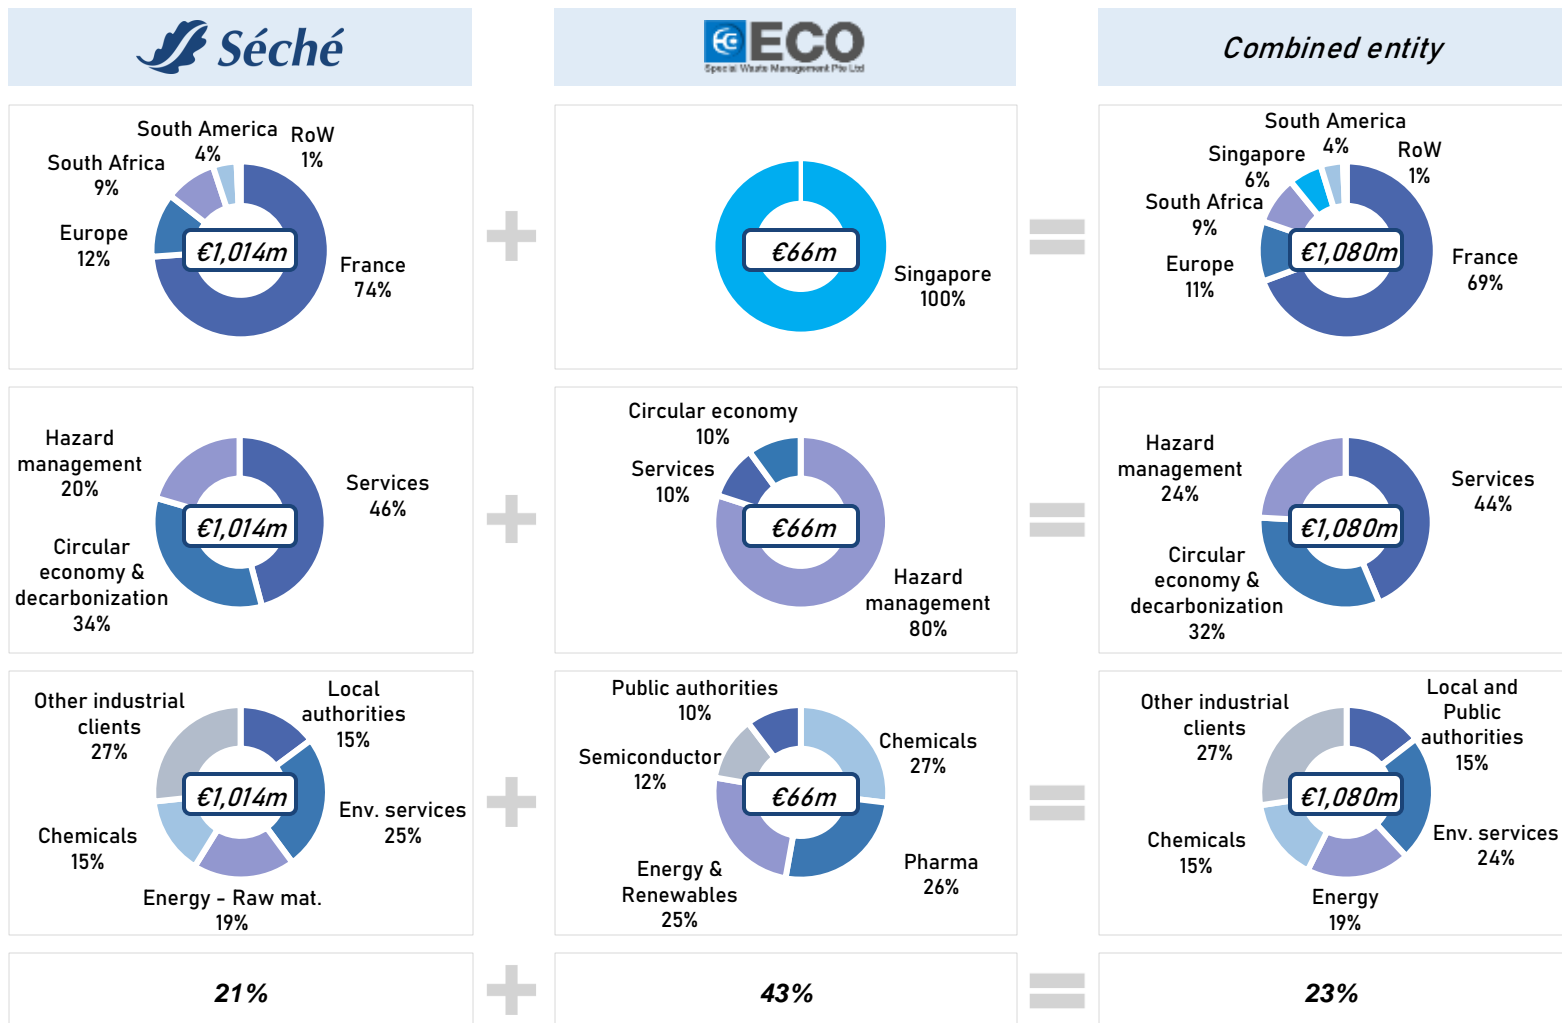 Séché
ECO
Special Waste Management Pte Ltd
Combined entity
South America
4%
RoW
1%
South Africa
9%
Europe
12%
€1,014m
France
74%
+
€66m
Singapore
100%
=
South America
4%
RoW
1%
Singapore
6%
South Africa
9%
Europe
11%
€1,080m
France
69%
Hazard
management
20%
Services
46%
€1,014m
Circular
economy &
decarbonization
34%
+
Circular economy
10%
Services
10%
€66m
Hazard
management
80%
=
Hazard
management
24%
Services
44%
€1,080m
Circular
economy &
decarbonization
32%
Other industrial
clients
27%
Local
authorities
15%
€1,014m
Env. services
25%
Chemicals
15%
Energy - Raw mat.
19%
+
Public authorities
10%
Semiconductor
12%
Chemicals
27%
€66m
Energy &
Renewables
25%
Pharma
26%
=
Other industrial
clients
27%
Local and
Public
authorities
15%
€1,080m
Env. services
24%
Chemicals
15%
Energy
19%
21%
+
43%
=
23%